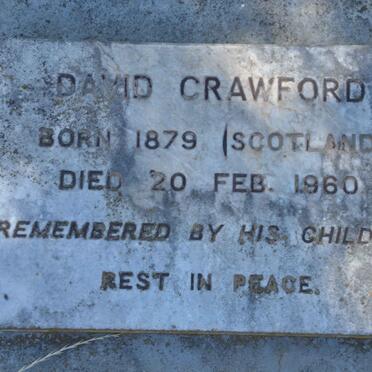 DAVID CRAWFORD
BORN 1879 (SCOTLAND
DIED 20 FEB. 1960
REMEMBERED BY HIS CHILD
REST IN PEACE.